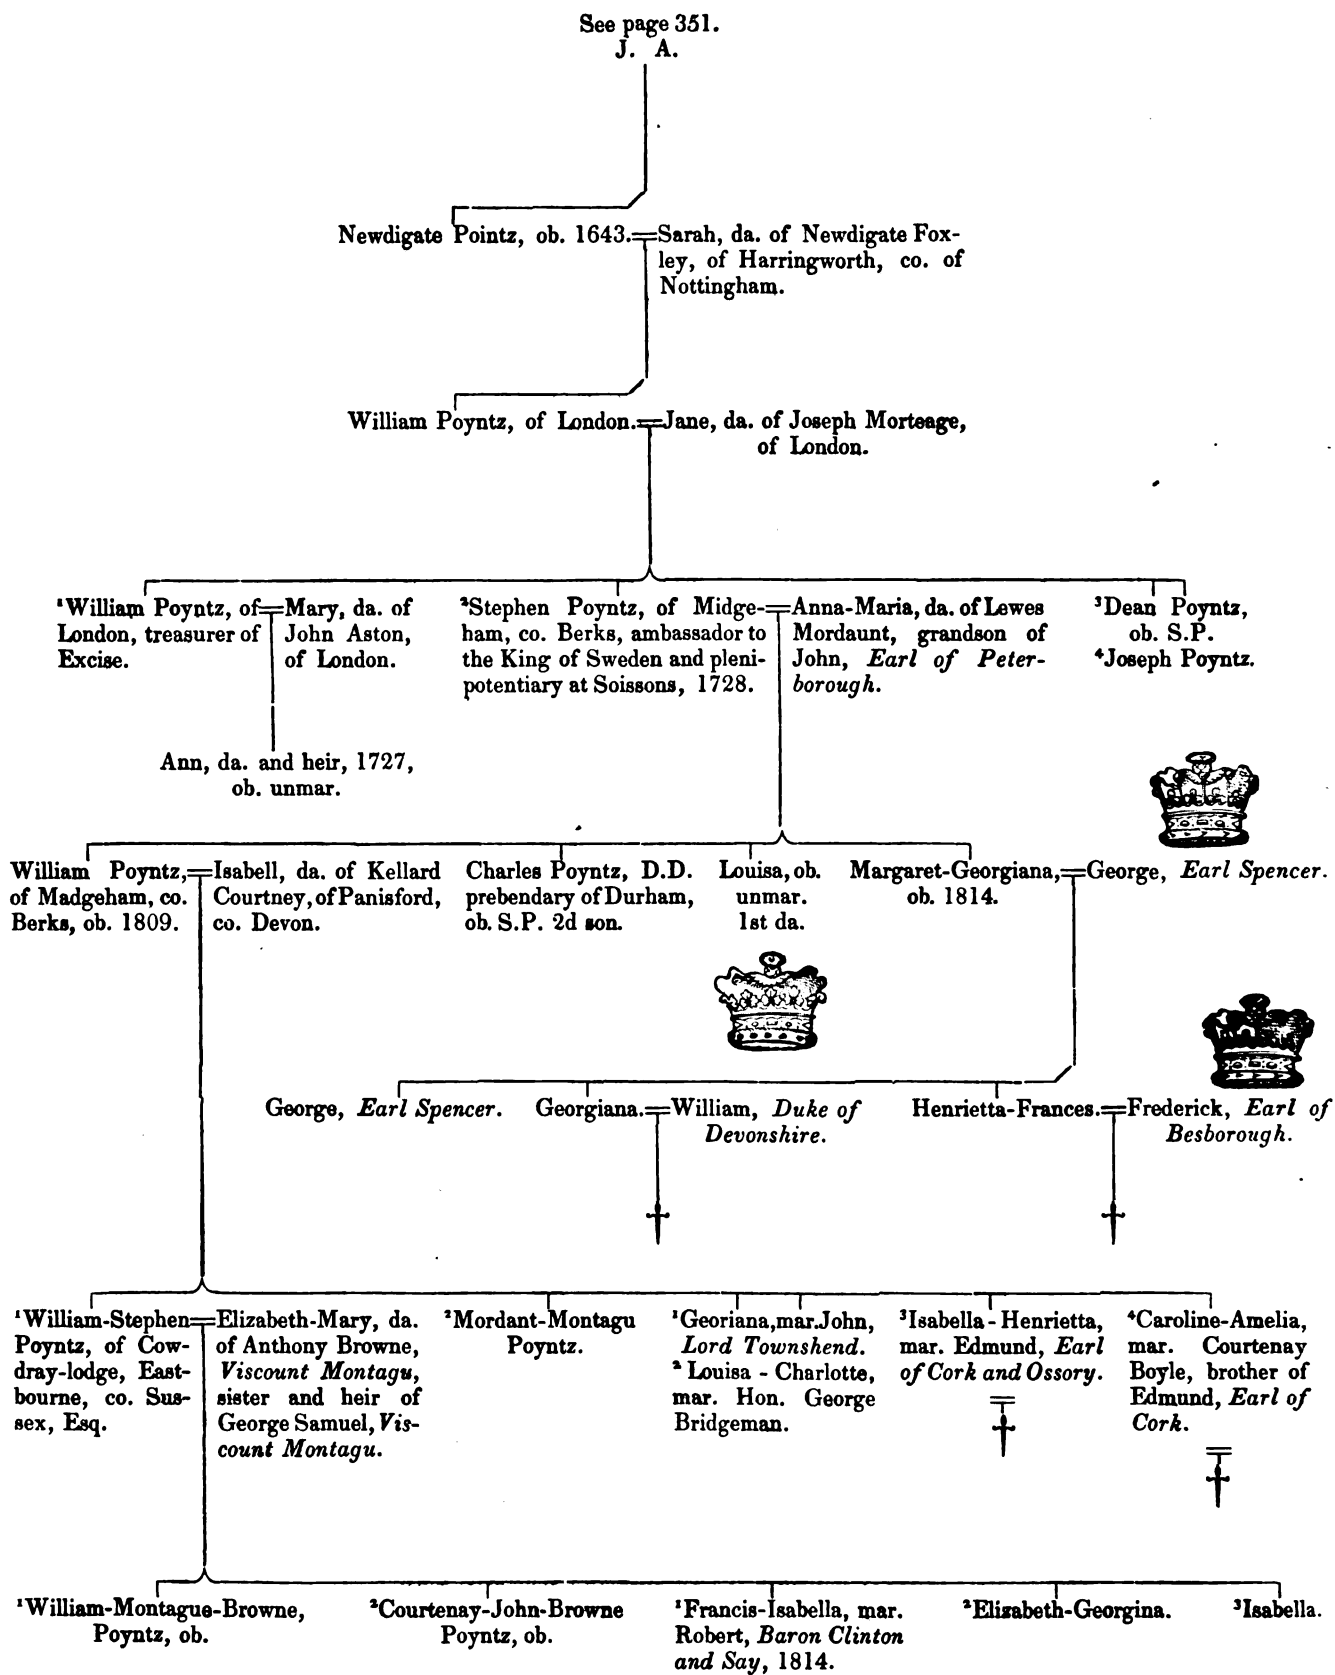 See page 351.
J. A.
Newdigate Pointz, ob. 1643.=Sarah, da. of Newdigate Fox-
ley, of Harringworth, co. of
Nottingham.
William Poyntz, of London.=Jane, da. of Joseph Morteage,
of London.
¹William Poyntz, of=Mary, da. of
London, treasurer of
Excise.
John Aston,
of London.
²Stephen Poyntz, of Midge-=Anna-Maria, da. of Lewes
ham, co. Berks, ambassador to
the King of Sweden and pleni-
potentiary at Soissons, 1728.
Mordaunt, grandson of
John, Earl of Peter-
borough.
³Dean Poyntz,
ob. S.P.
⁴Joseph Poyntz.
Ann, da. and heir, 1727,
ob. unmar.
William Poyntz,=Isabell, da. of Kellard
of Madgeham, co.
Berks, ob. 1809.
Courtney, of Panisford,
co. Devon.
Charles Poyntz, D.D.
prebendary of Durham,
ob. S.P. 2d son.
Louisa, ob.
unmar.
1st da.
Margaret-Georgiana,=George, Earl Spencer.
ob. 1814.
George, Earl Spencer.
Georgiana.=William, Duke of
Devonshire.
Henrietta-Frances.=Frederick, Earl of
Besborough.
¹William-Stephen=Elizabeth-Mary, da.
Poyntz, of Cow-
dray-lodge, East-
bourne, co. Sus-
sex, Esq.
of Anthony Browne,
Viscount Montagu,
sister and heir of
George Samuel, Vis-
count Montagu.
²Mordant-Montagu
Poyntz.
¹Georiana, mar. John,
Lord Townshend.
² Louisa - Charlotte,
mar. Hon. George
Bridgeman.
³Isabella - Henrietta,
mar. Edmund, Earl
of Cork and Ossory.
⁴Caroline-Amelia,
mar. Courtenay
Boyle, brother of
Edmund, Earl of
Cork.
¹William-Montague-Browne,
Poyntz, ob.
²Courtenay-John-Browne
Poyntz, ob.
¹Francis-Isabella, mar.
Robert, Baron Clinton
and Say, 1814.
²Elizabeth-Georgina.
³Isabella.